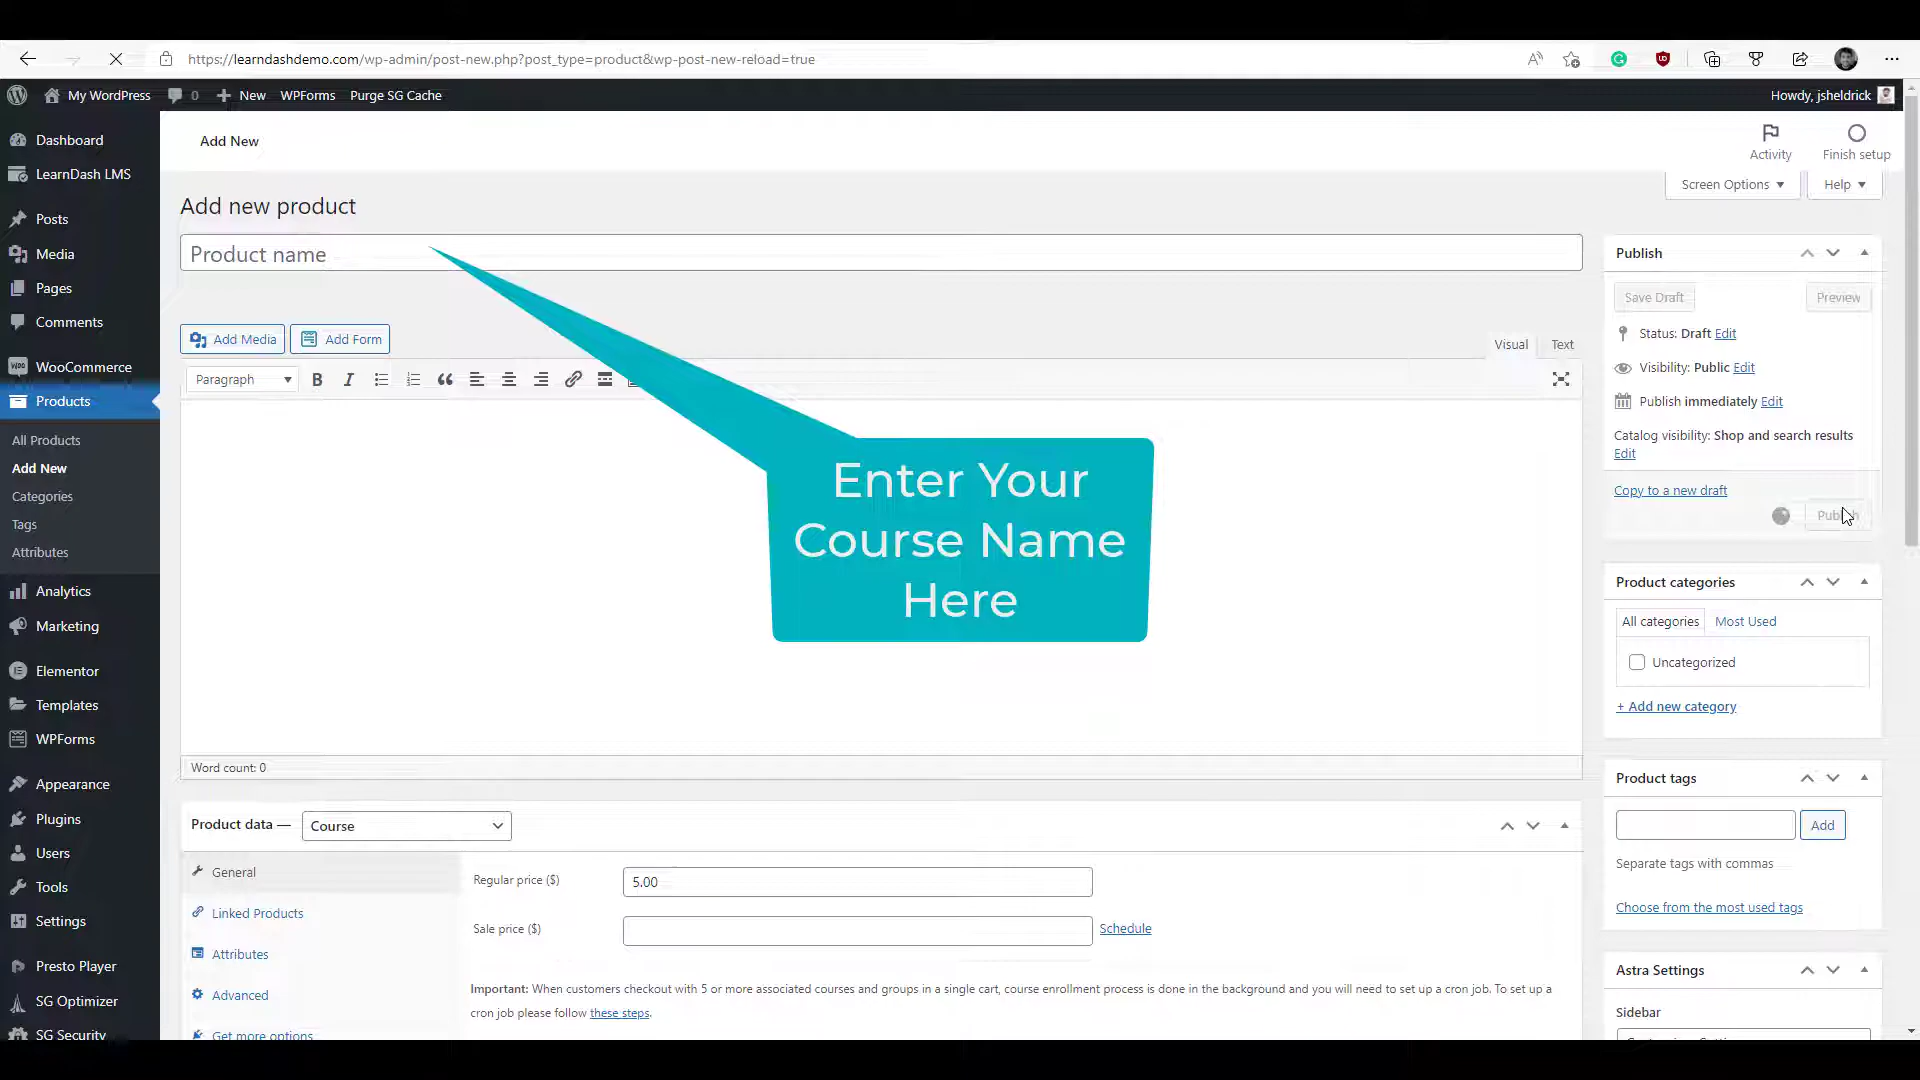 https://learndashdemo.com/wp-admin/post-new.php?post_type=product&wp-post-new-reload=true
My WordPress
0
New
WPForms
Purge SG Cache
Howdy, jsheldrick
Dashboard
LearnDash LMS
Posts
Media
Pages
Comments
WooCommerce
Products
All Products
Add New
Categories
Tags
Attributes
Analytics
Marketing
Elementor
Templates
WPForms
Appearance
Plugins
Users
Tools
Settings
Presto Player
SG Optimizer
SG Security
Add New
Activity
Finish setup
Screen Options
Help
Add new product
Product name
Add Media
Add Form
Visual
Text
Paragraph
Enter Your
Course Name
Here
Word count: 0
Product data —
Course
General
Linked Products
Attributes
Advanced
Get more options
Regular price ($)
5.00
Sale price ($)
Schedule
Important: When customers checkout with 5 or more associated courses and groups in a single cart, course enrollment process is done in the background and you will need to set up a cron job. To set up a
cron job please follow these steps.
Publish
Save Draft
Preview
Status: Draft Edit
Visibility: Public Edit
Publish immediately Edit
Catalog visibility: Shop and search results
Edit
Copy to a new draft
Publish
Product categories
All categories
Most Used
Uncategorized
+ Add new category
Product tags
Add
Separate tags with commas
Choose from the most used tags
Astra Settings
Sidebar